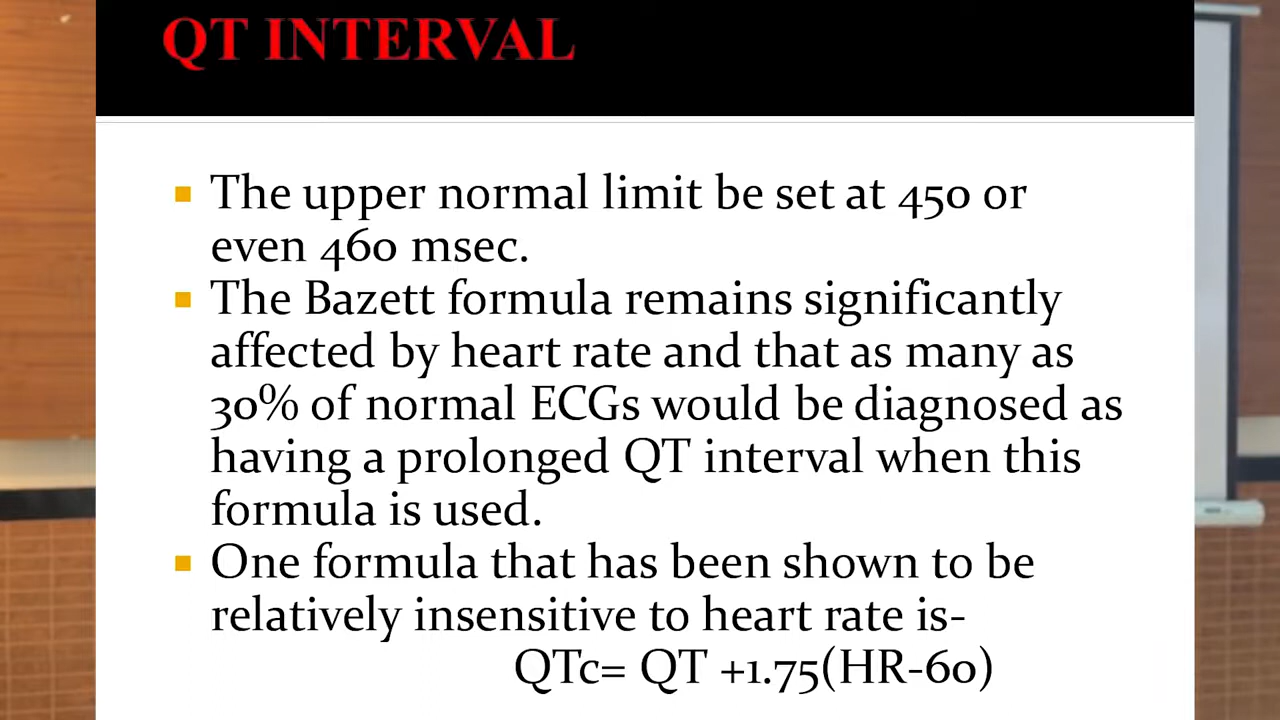 QT INTERVAL
The upper normal limit be set at 450 or
even 460 msec.
The Bazett formula remains significantly
affected by heart rate and that as many as
30% of normal ECGs would be diagnosed as
having a prolonged QT interval when this
formula is used.
One formula that has been shown to be
relatively insensitive to heart rate is-
QTc= QT +1.75(HR-60)